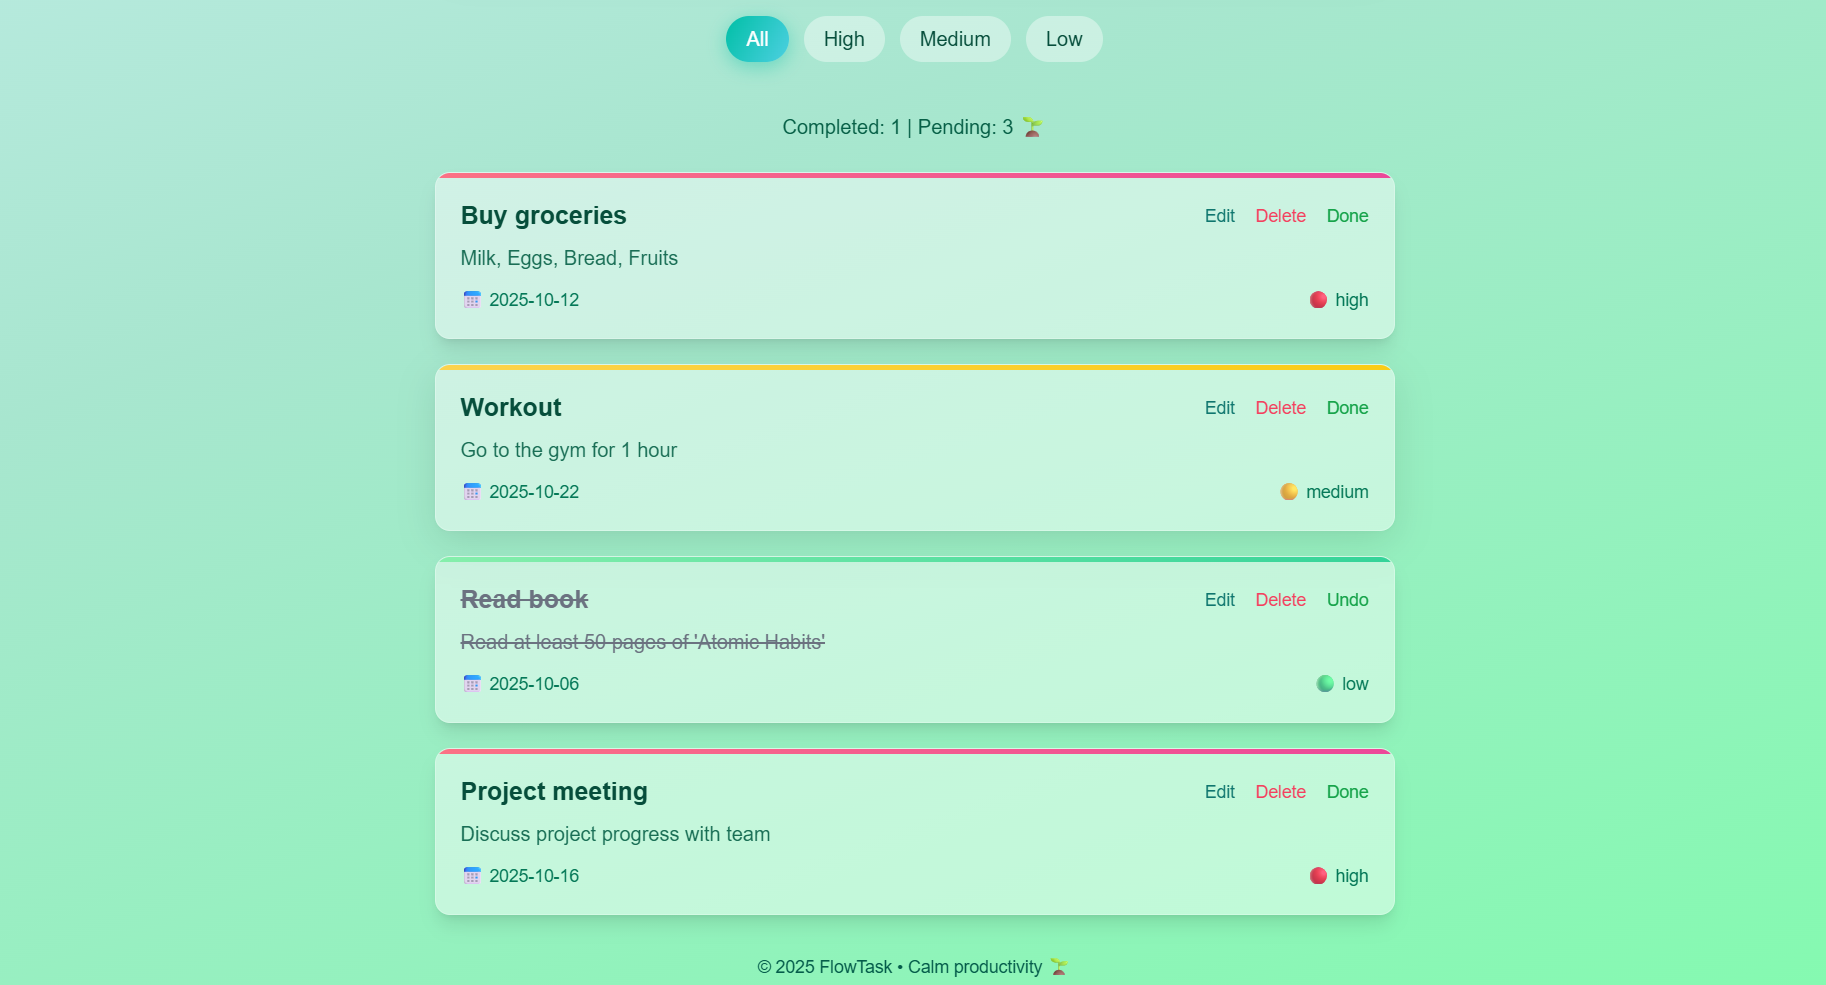 All High Medium Low
Completed: 1 | Pending: 3 🌱
Buy groceries Edit Delete Done
Milk, Eggs, Bread, Fruits
2025-10-12 high
Workout Edit Delete Done
Go to the gym for 1 hour
2025-10-22 medium
Read book Edit Delete Undo
Read at least 50 pages of 'Atomic Habits'
2025-10-06 low
Project meeting Edit Delete Done
Discuss project progress with team
2025-10-16 high
© 2025 FlowTask • Calm productivity 🌱